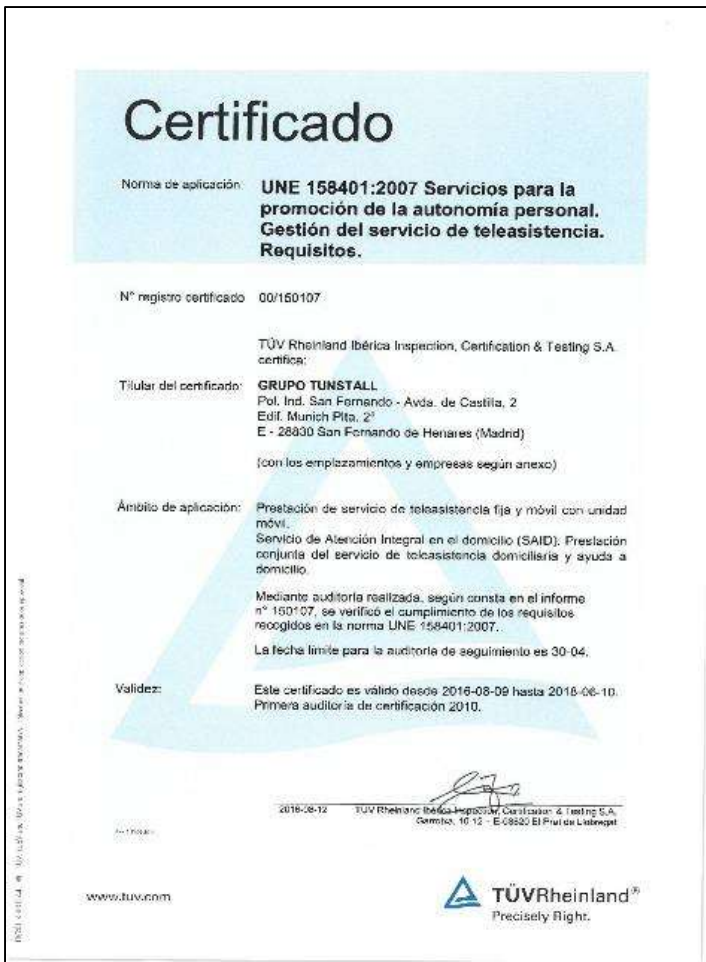 Certificado
Norma de aplicación: UNE 158401:2007 Servicios para la
promoción de la autonomía personal.
Gestión del servicio de teleasistencia.
Requisitos.
N° registro certificado 00/150107
TÜV Rheinland Ibérica Inspection, Certification & Testing S.A.
certifica:
Titular del certificado: GRUPO TUNSTALL
Pol. Ind. San Fernando - Avda. de Castilla, 2
Edif. Munich Plta. 2ª
E - 28830 San Fernando de Henares (Madrid)
(con los emplazamientos y empresas según anexo)
Ámbito de aplicación: Prestación de servicio de teleasistencia fija y móvil con unidad
móvil.
Servicio de Atención Integral en el domicilio (SAID). Prestación
conjunta del servicio de teleasistencia domiciliaria y ayuda a
domicilio.
Mediante auditoría realizada, según consta en el informe
n° 150107, se verificó el cumplimiento de los requisitos
recogidos en la norma UNE 158401:2007.
La fecha límite para la auditoría de seguimiento es 30-04.
Validez: Este certificado es válido desde 2016-08-09 hasta 2018-06-10.
Primera auditoría de certificación 2010.
2016-08-12 TÜV Rheinland Ibérica Inspection, Certification & Testing S.A.
Garrotxa, 10-12 - E-08820 El Prat de Llobregat
www.tuv.com
TÜVRheinland®
Precisely Right.